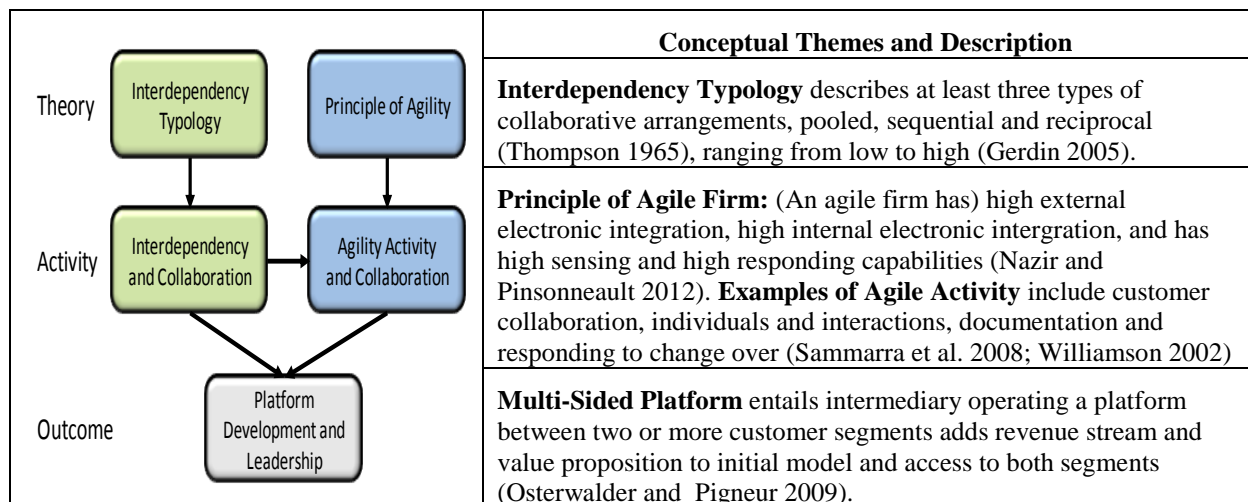 Theory
Interdependency
Typology
Principle of Agility
Activity
Interdependency
and Collaboration
Agility Activity
and Collaboration
Outcome
Platform
Development and
Leadership
Conceptual Themes and Description
Interdependency Typology describes at least three types of
collaborative arrangements, pooled, sequential and reciprocal
(Thompson 1965), ranging from low to high (Gerdin 2005).
Principle of Agile Firm: (An agile firm has) high external
electronic integration, high internal electronic intergration, and has
high sensing and high responding capabilities (Nazir and
Pinsonneault 2012). Examples of Agile Activity include customer
collaboration, individuals and interactions, documentation and
responding to change over (Sammarra et al. 2008; Williamson 2002)
Multi-Sided Platform entails intermediary operating a platform
between two or more customer segments adds revenue stream and
value proposition to initial model and access to both segments
(Osterwalder and Pigneur 2009).